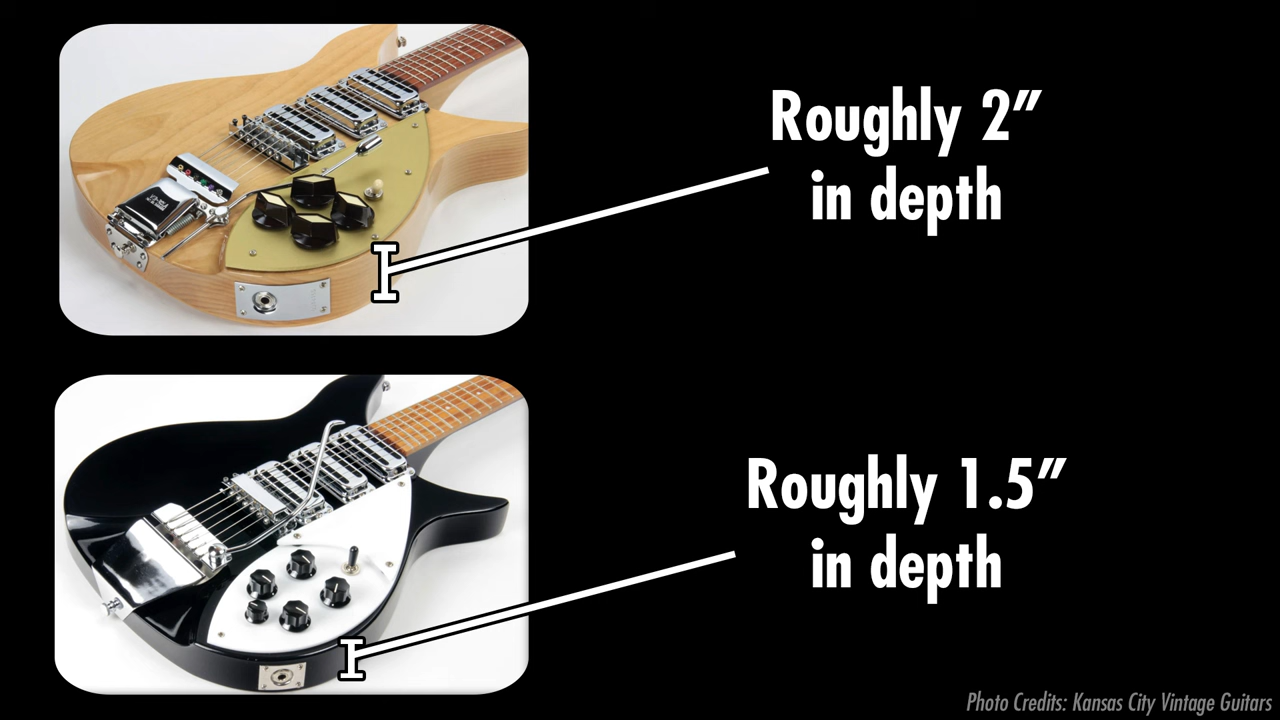 Roughly 2”
in depth
Roughly 1.5”
in depth
Photo Credits: Kansas City Vintage Guitars